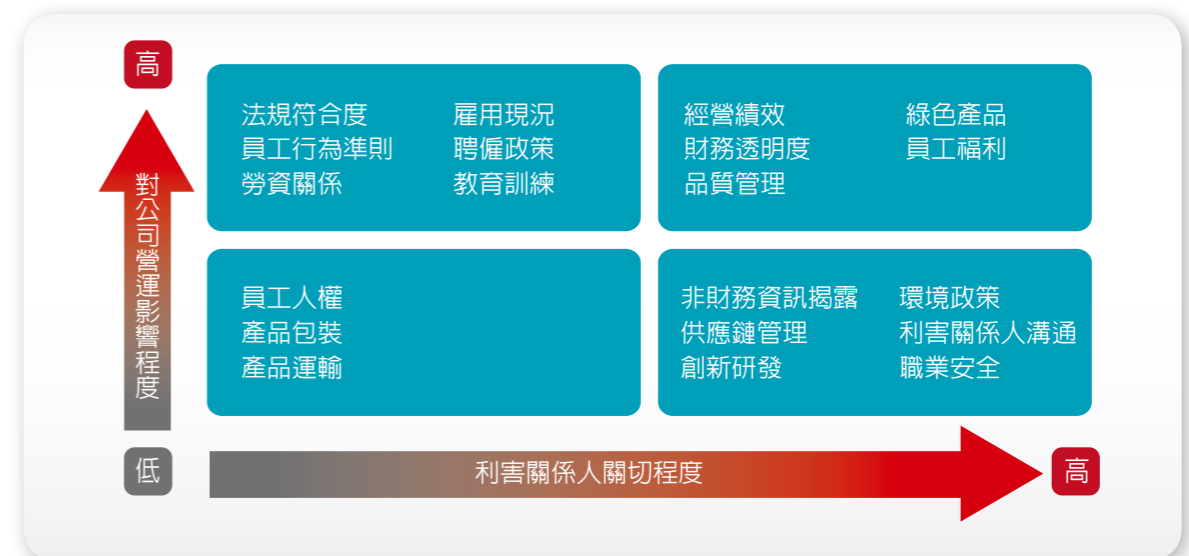 高
法規符合度 雇用現況
員工行為準則 聘僱政策
勞資關係 教育訓練
經營績效 綠色產品
財務透明度 員工福利
品質管理
對公司營運影響程度
員工人權
產品包裝
產品運輸
非財務資訊揭露 環境政策
供應鏈管理 利害關係人溝通
創新研發 職業安全
低
利害關係人關切程度
高